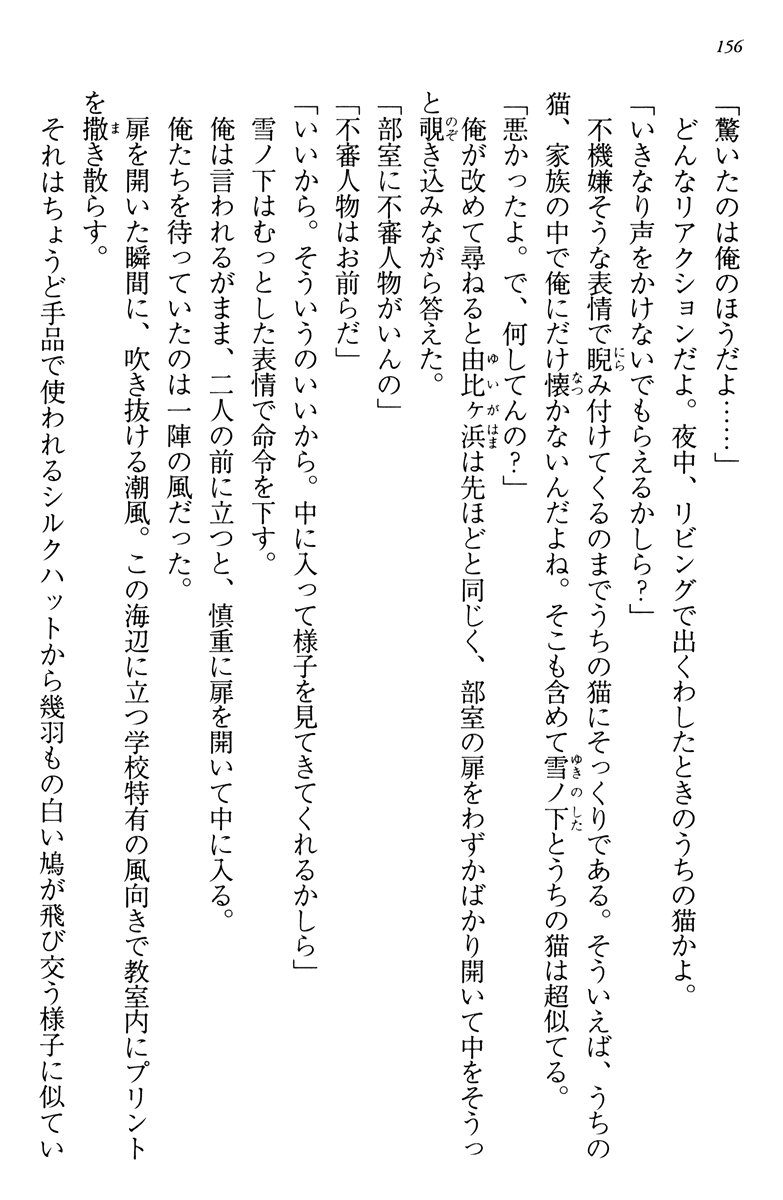 156
「驚いたのは俺のほうだよ……」
どんなリアクションだよ。夜中、リビングで出くわしたときのうちの猫かよ。
「いきなり声をかけないでもらえるかしら？」
不機嫌そうな表情で睨み付けてくるのまでうちの猫にそっくりである。そういえば、うちの
猫、家族の中で俺にだけ懐かないんだよね。そこも含めて雪ノ下とうちの猫は超似てる。
「悪かったよ。で、何してんの？」
俺が改めて尋ねると由比ヶ浜は先ほどと同じく、部室の扉をわずかばかり開いて中をそうっ
と覗き込みながら答えた。
「部室に不審人物がいんの」
「不審人物はお前らだ」
「いいから。そういうのいいから。中に入って様子を見てきてくれるかしら」
雪ノ下はむっとした表情で命令を下す。
俺は言われるがまま、二人の前に立つと、慎重に扉を開いて中に入る。
俺たちを待っていたのは一陣の風だった。
扉を開いた瞬間に、吹き抜ける潮風。この海辺に立つ学校特有の風向きで教室内にプリント
を撒き散らす。
それはちょうど手品で使われるシルクハットから幾羽もの白い鳩が飛び交う様子に似てい